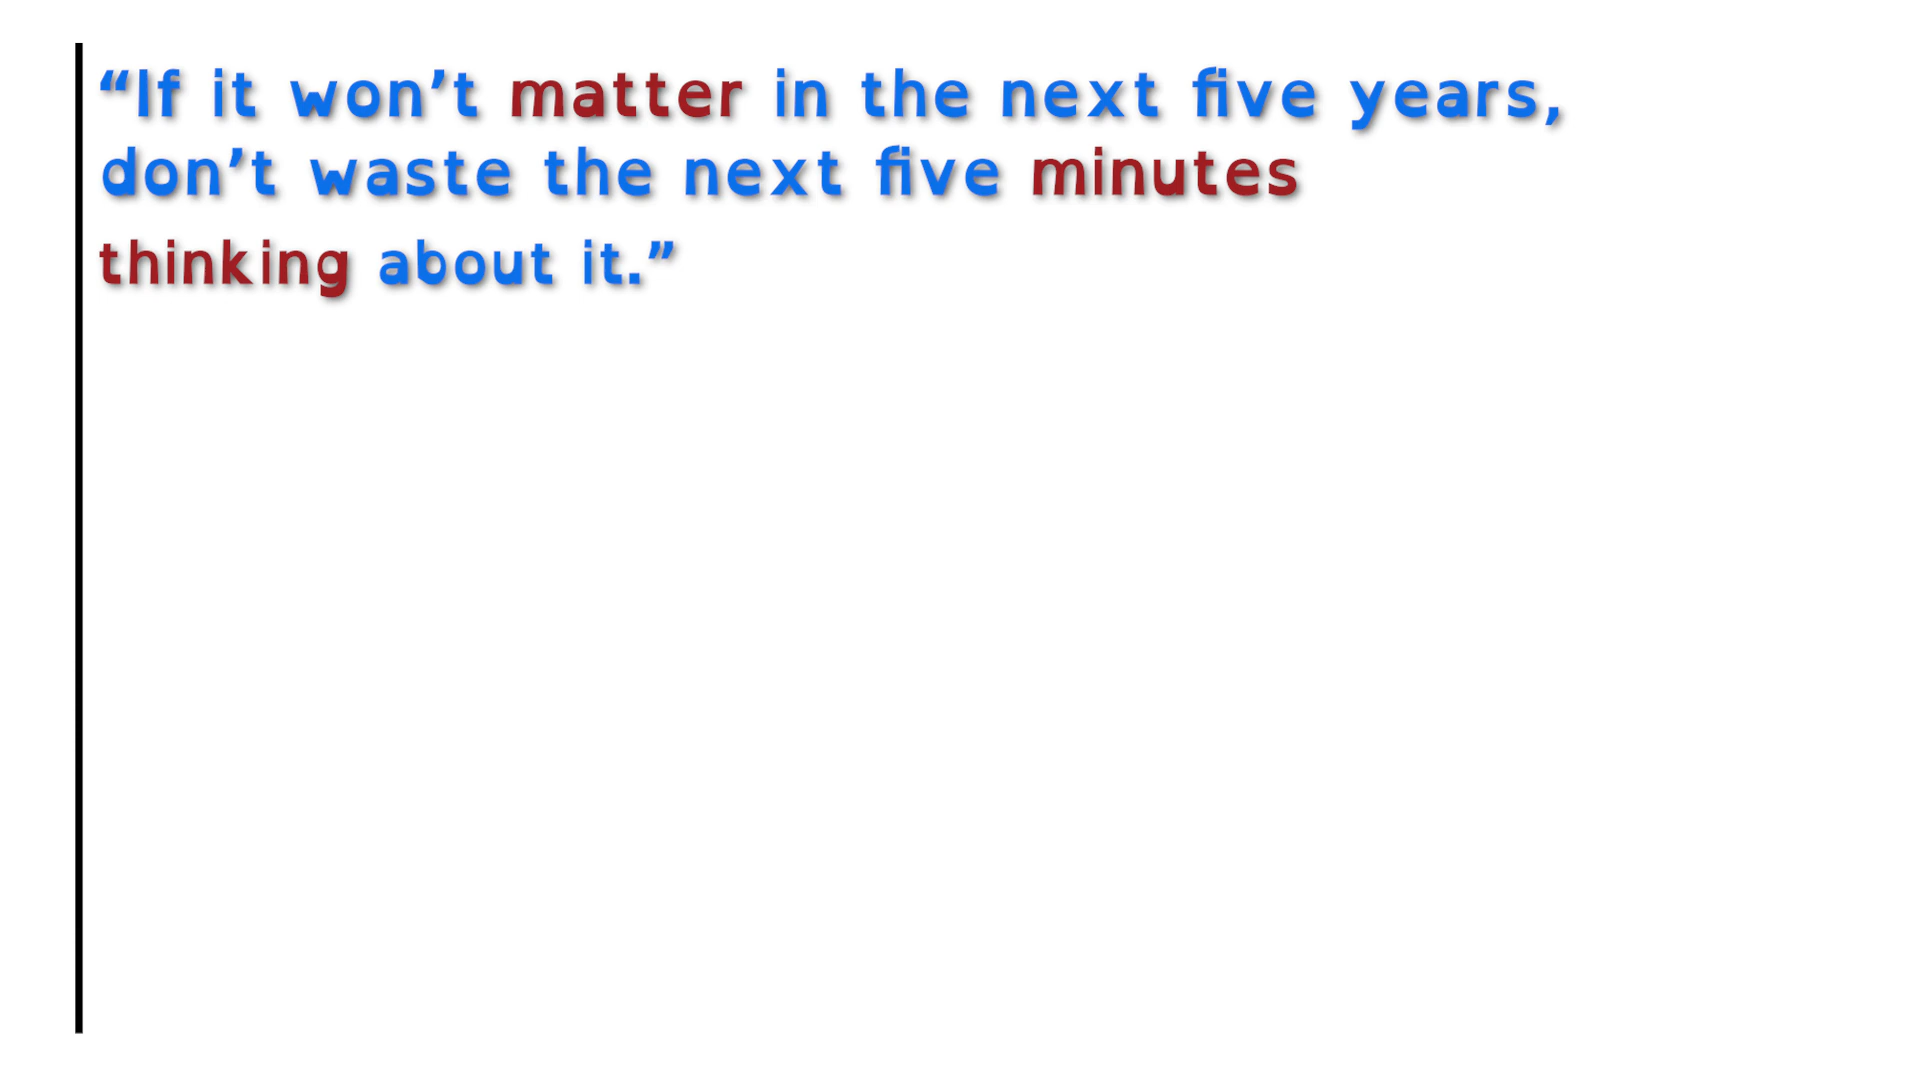 “If it won’t matter in the next five years,
don’t waste the next five minutes
thinking about it.”